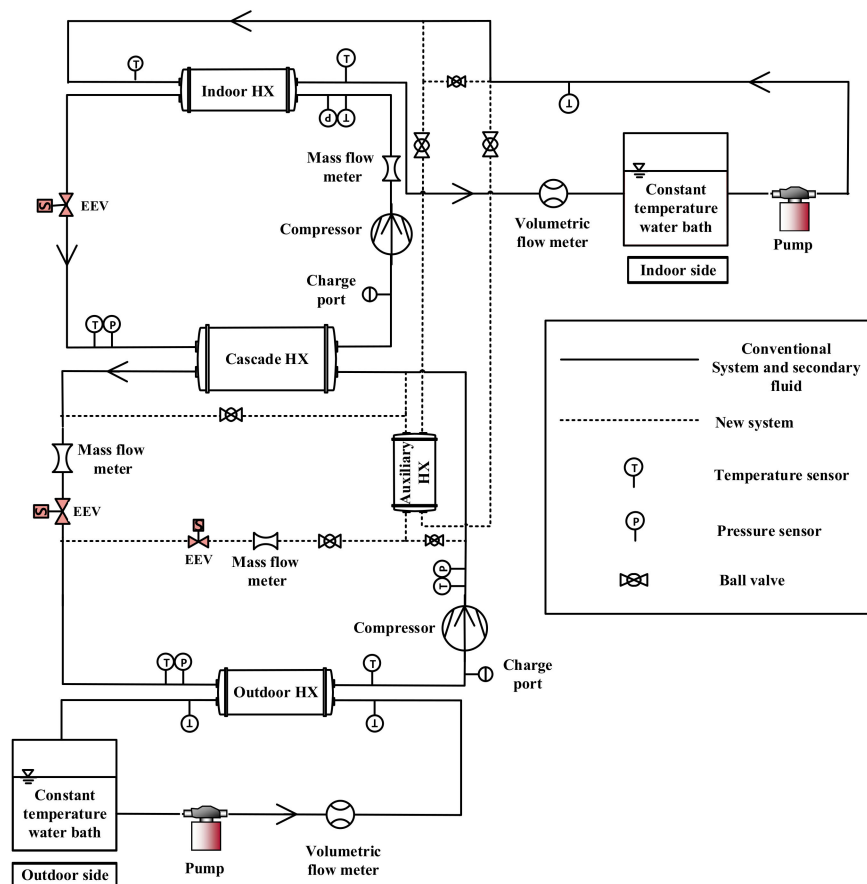 T
T
Indoor HX
P
T
T
Mass flow
meter
S
EEV
Constant
temperature
water bath
Volumetric
flow meter
Pump
Compressor
Indoor side
Charge
port
T
P
Cascade HX
Conventional
System and secondary
fluid
New system
Mass flow
meter
Auxiliary
HX
T
Temperature sensor
S
EEV
S
EEV
Mass flow
meter
P
Pressure sensor
P
T
Ball valve
Compressor
T
P
T
Charge
port
Outdoor HX
T
T
Constant
temperature
water bath
Volumetric
flow meter
Pump
Outdoor side